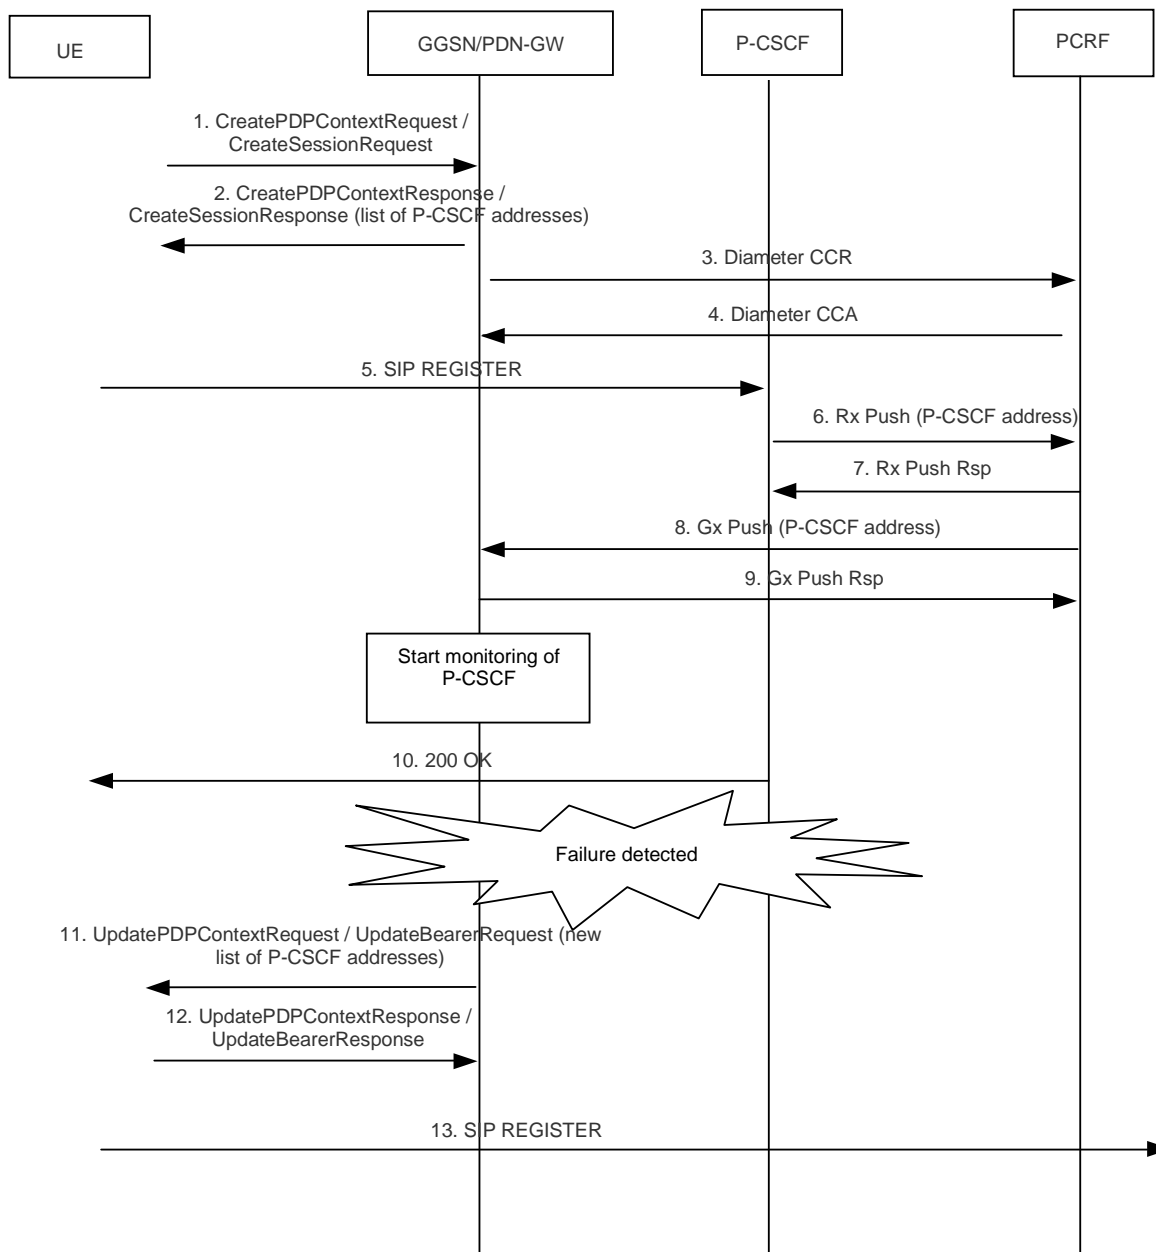 UE
GGSN/PDN-GW
P-CSCF
PCRF
1. CreatePDPContextRequest /
CreateSessionRequest
2. CreatePDPContextResponse /
CreateSessionResponse (list of P-CSCF addresses)
3. Diameter CCR
4. Diameter CCA
5. SIP REGISTER
6. Rx Push (P-CSCF address)
7. Rx Push Rsp
8. Gx Push (P-CSCF address)
9. Gx Push Rsp
Start monitoring of
P-CSCF
10. 200 OK
Failure detected
11. UpdatePDPContextRequest / UpdateBearerRequest (new
list of P-CSCF addresses)
12. UpdatePDPContextResponse /
UpdateBearerResponse
13. SIP REGISTER